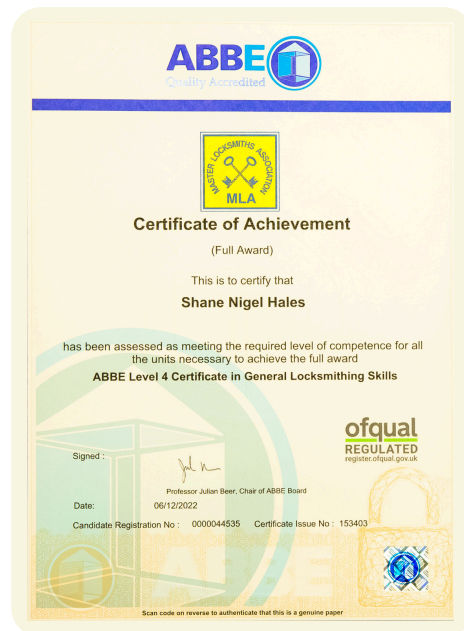 ABBE
Quality Accredited
MASTER LOCKSMITHS ASSOCIATION
MLA
Certificate of Achievement
(Full Award)
This is to certify that
Shane Nigel Hales
has been assessed as meeting the required level of competence for all
the units necessary to achieve the full award
ABBE Level 4 Certificate in General Locksmithing Skills
ofqual
REGULATED
register.ofqual.gov.uk
Signed :
Professor Julian Beer, Chair of ABBE Board
Date: 06/12/2022
Candidate Registration No : 0000044535 Certificate Issue No : 153403
ABBE
Scan code on reverse to authenticate that this is a genuine paper